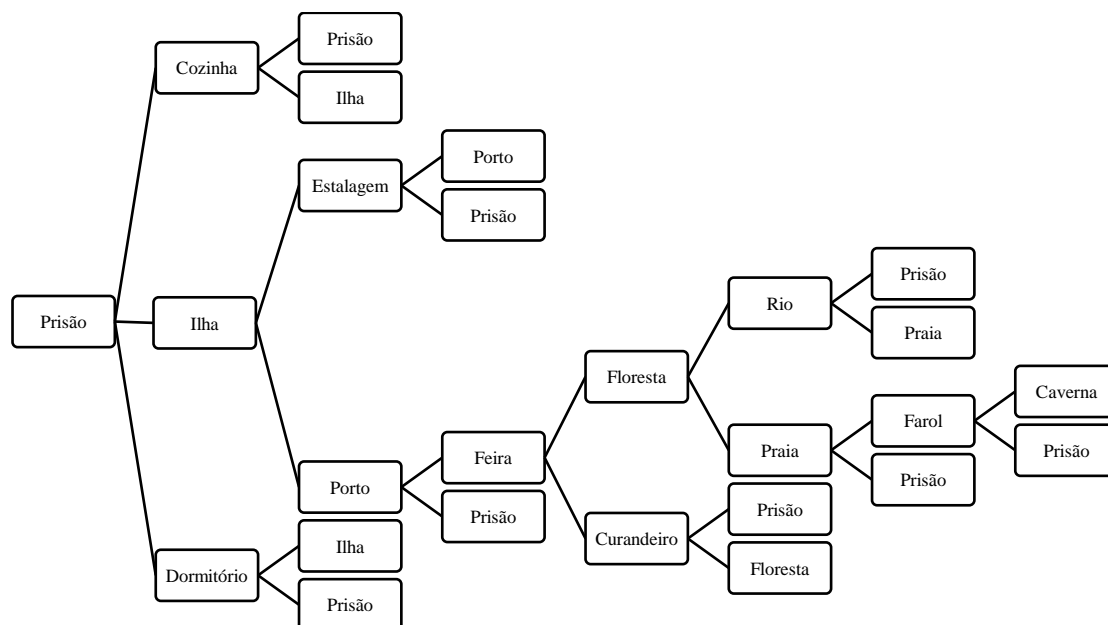 Prisão
Cozinha
Prisão
Ilha
Ilha
Estalagem
Porto
Prisão
Porto
Feira
Floresta
Rio
Prisão
Praia
Praia
Farol
Caverna
Prisão
Prisão
Curandeiro
Prisão
Floresta
Prisão
Dormitório
Ilha
Prisão